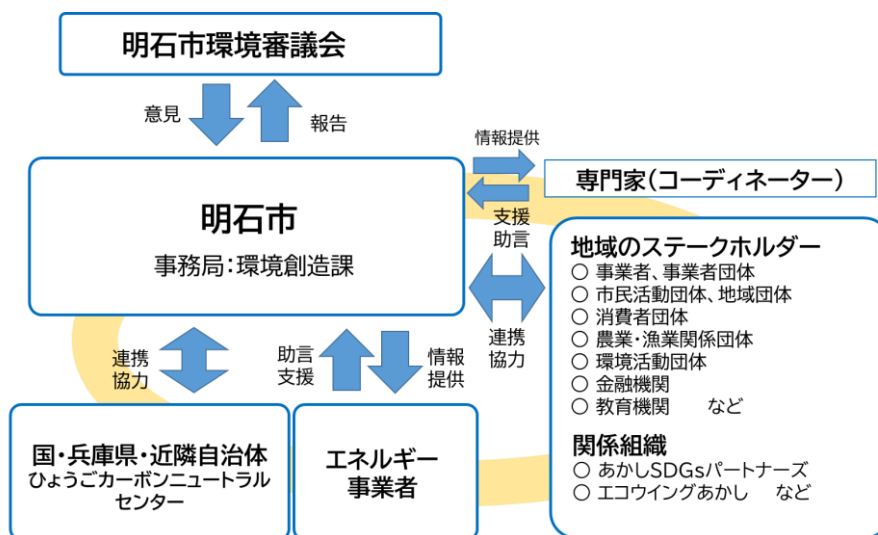 明石市環境審議会
意見
報告
情報提供
専門家(コーディネーター)
明石市
事務局:環境創造課
支援
助言
地域のステークホルダー
○ 事業者、事業者団体
○ 市民活動団体、地域団体
○ 消費者団体
○ 農業・漁業関係団体
○ 環境活動団体
○ 金融機関
○ 教育機関　など
関係組織
○ あかしSDGsパートナーズ
○ エコウイングあかし　など
連携
協力
連携
協力
助言
支援
情報
提供
国・兵庫県・近隣自治体
ひょうごカーボンニュートラル
センター
エネルギー
事業者